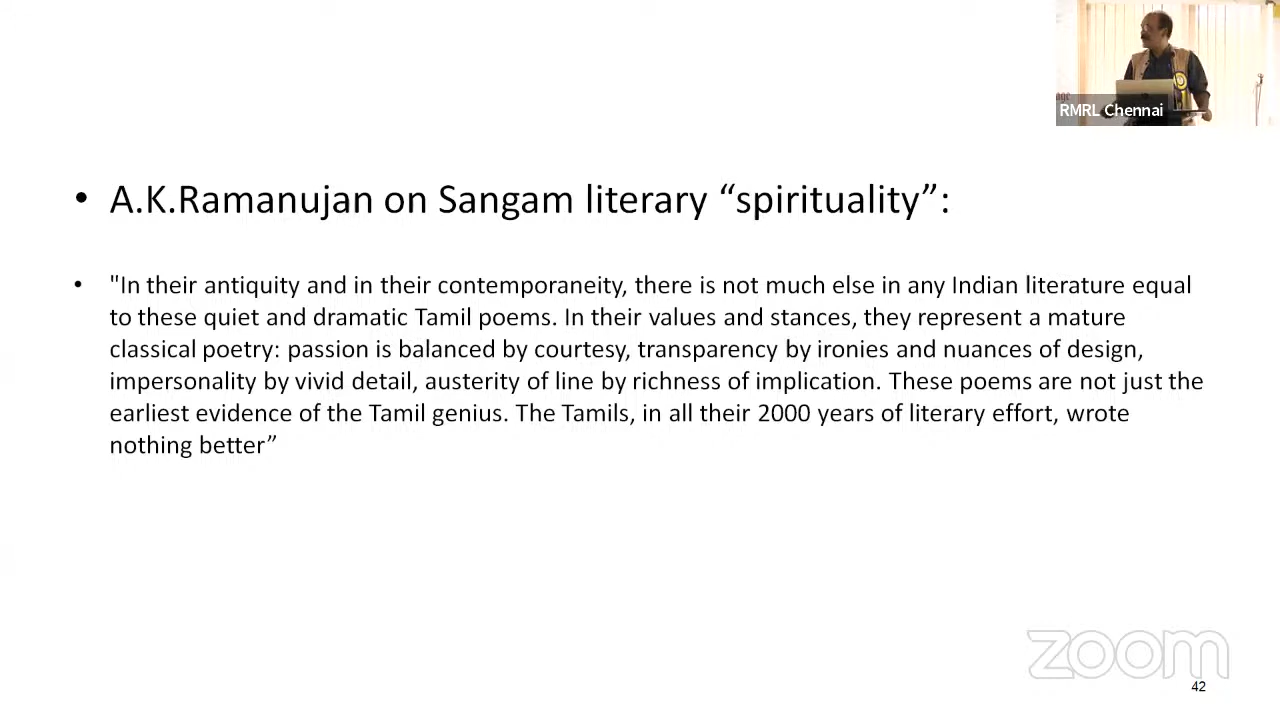 RMRL Chennai
• A.K.Ramanujan on Sangam literary “spirituality”:
• "In their antiquity and in their contemporaneity, there is not much else in any Indian literature equal
to these quiet and dramatic Tamil poems. In their values and stances, they represent a mature
classical poetry: passion is balanced by courtesy, transparency by ironies and nuances of design,
impersonality by vivid detail, austerity of line by richness of implication. These poems are not just the
earliest evidence of the Tamil genius. The Tamils, in all their 2000 years of literary effort, wrote
nothing better”
zoom
42